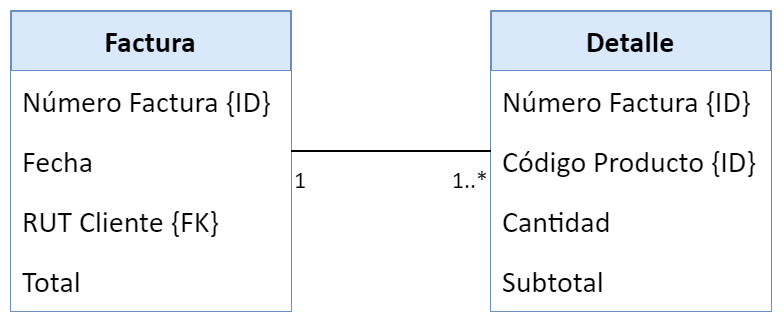 Factura
Número Factura {ID}
Fecha
RUT Cliente {FK}
Total
1
1..*
Detalle
Número Factura {ID}
Código Producto {ID}
Cantidad
Subtotal